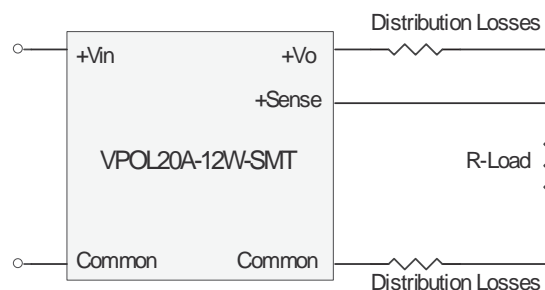 Distribution Losses
+Vin
+Vo
+Sense
VPOL20A-12W-SMT
R-Load
Common
Common
Distribution Losses